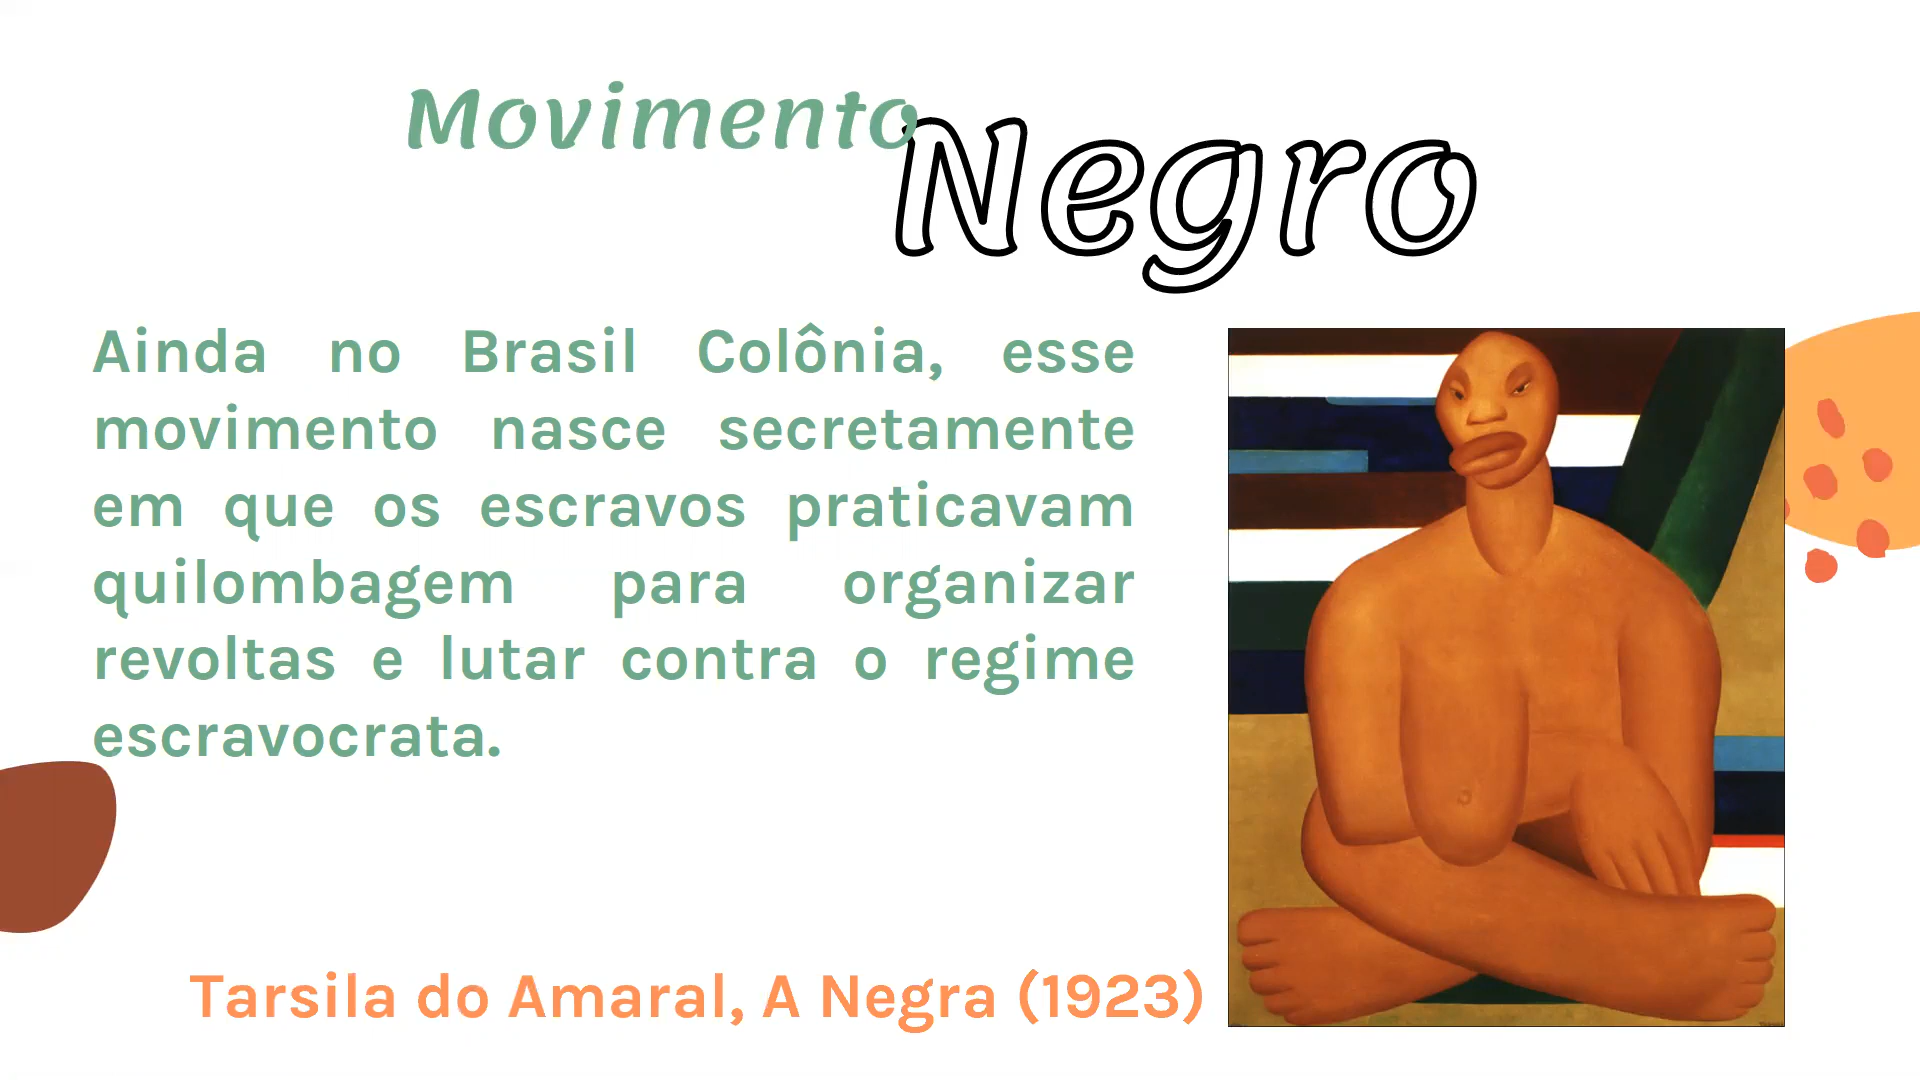 Movimento
Negro
Ainda no Brasil Colônia, esse
movimento nasce secretamente
em que os escravos praticavam
quilombagem para organizar
revoltas e lutar contra o regime
escravocrata.
Tarsila do Amaral, A Negra (1923)